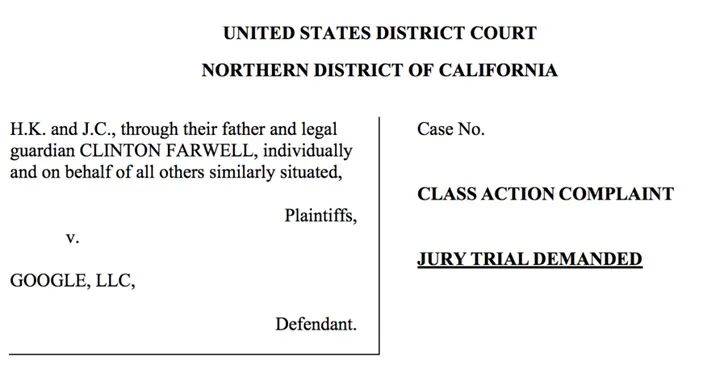 UNITED STATES DISTRICT COURT
NORTHERN DISTRICT OF CALIFORNIA
H.K. and J.C., through their father and legal
guardian CLINTON FARWELL, individually
and on behalf of all others similarly situated,
Plaintiffs,
v.
GOOGLE, LLC,
Defendant.
Case No.
CLASS ACTION COMPLAINT
JURY TRIAL DEMANDED